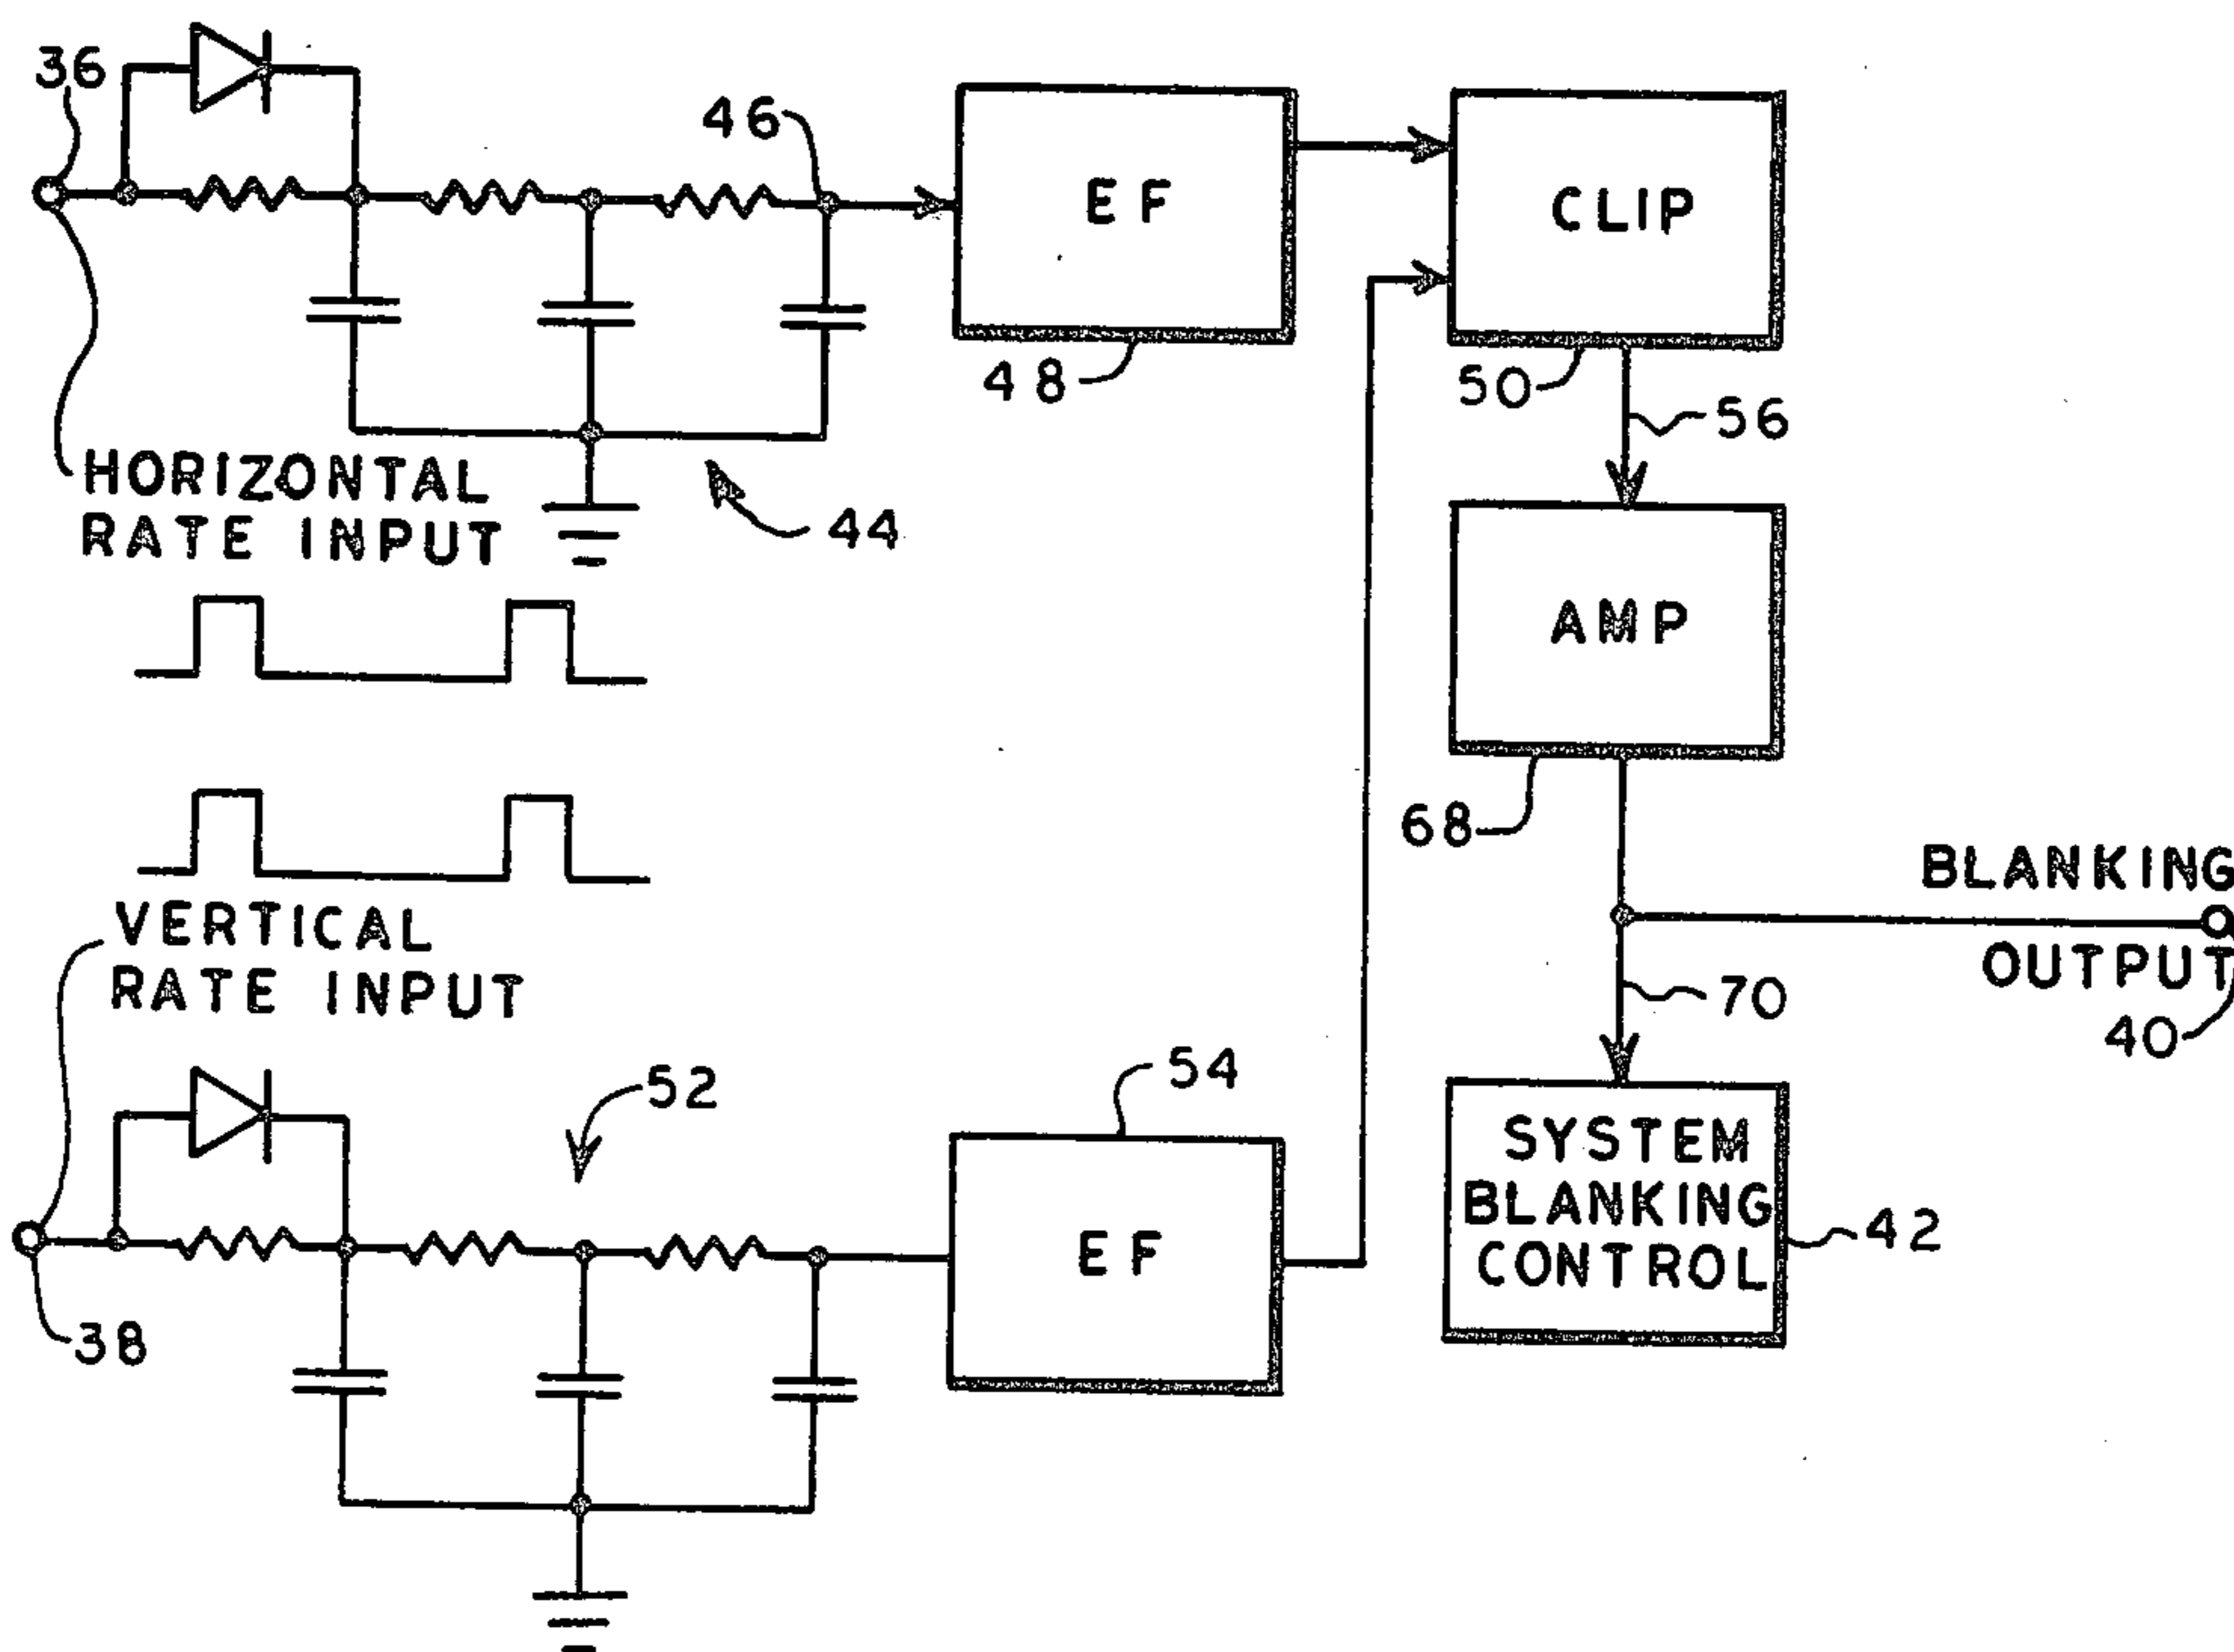 36
46
EF
CLIP
48
50
56
HORIZONTAL
RATE INPUT
44
AMP
68
BLANKING
OUTPUT
40
VERTICAL
RATE INPUT
70
52
54
SYSTEM
BLANKING
CONTROL
42
EF
38